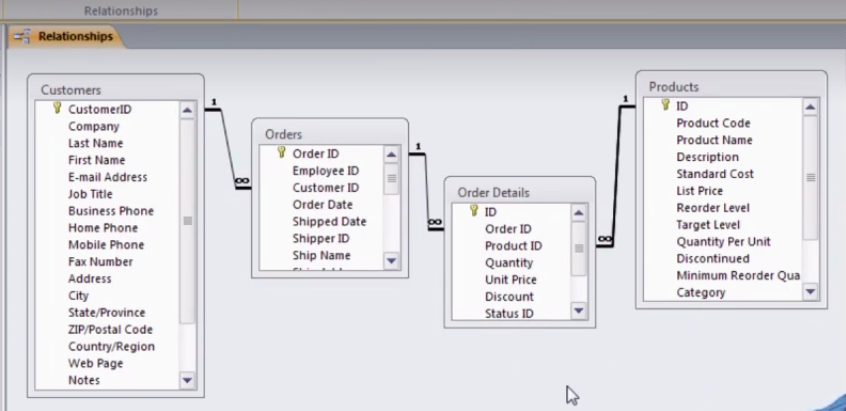 Relationships
Relationships
Customers
CustomerID
Company
Last Name
First Name
E-mail Address
Job Title
Business Phone
Home Phone
Mobile Phone
Fax Number
Address
City
State/Province
ZIP/Postal Code
Country/Region
Web Page
Notes
1
∞
Orders
Order ID
Employee ID
Customer ID
Order Date
Shipped Date
Shipper ID
Ship Name
1
∞
Order Details
ID
Order ID
Product ID
Quantity
Unit Price
Discount
Status ID
∞
1
Products
ID
Product Code
Product Name
Description
Standard Cost
List Price
Reorder Level
Target Level
Quantity Per Unit
Discontinued
Minimum Reorder Qua
Category